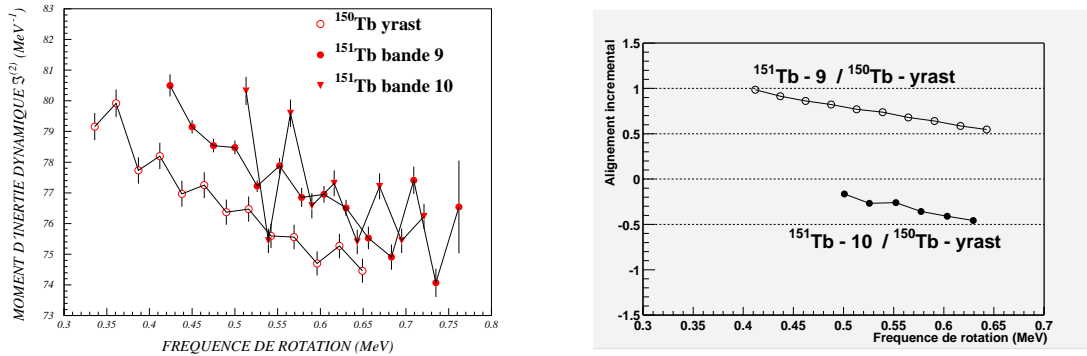 MOMENT D'INERTIE DYNAMIQUE ℑ(2) (MeV-1)
83
82
81
80
79
78
77
76
75
74
73
150Tb yrast
151Tb bande 9
151Tb bande 10
0.3 0.35 0.4 0.45 0.5 0.55 0.6 0.65 0.7 0.75 0.8
FREQUENCE DE ROTATION (MeV)
Alignement incremental
1.5
1
0.5
0
-0.5
-1
-1.5
151Tb - 9 / 150Tb - yrast
151Tb - 10 / 150Tb - yrast
0.3 0.35 0.4 0.45 0.5 0.55 0.6 0.65 0.7
Frequence de rotation (MeV)